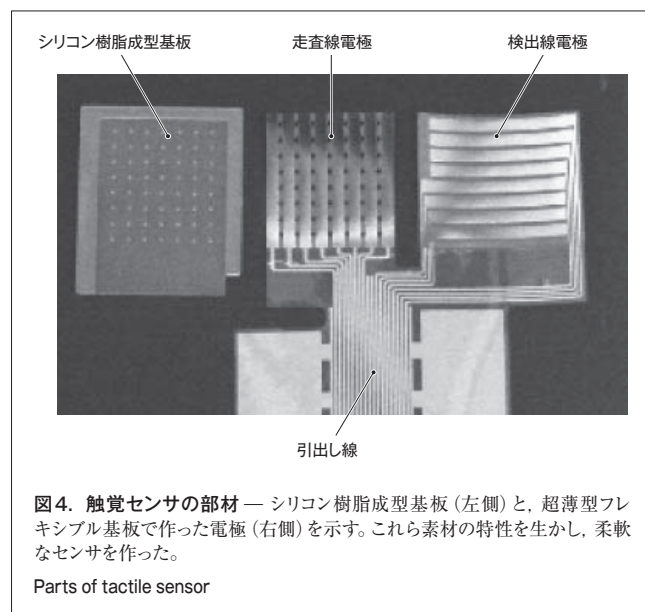 シリコン樹脂成型基板
走査線電極
検出線電極
引出し線
図4. 触覚センサの部材 — シリコン樹脂成型基板（左側）と，超薄型フレ
キシブル基板で作った電極（右側）を示す。これら素材の特性を生かし，柔軟
なセンサを作った。
Parts of tactile sensor